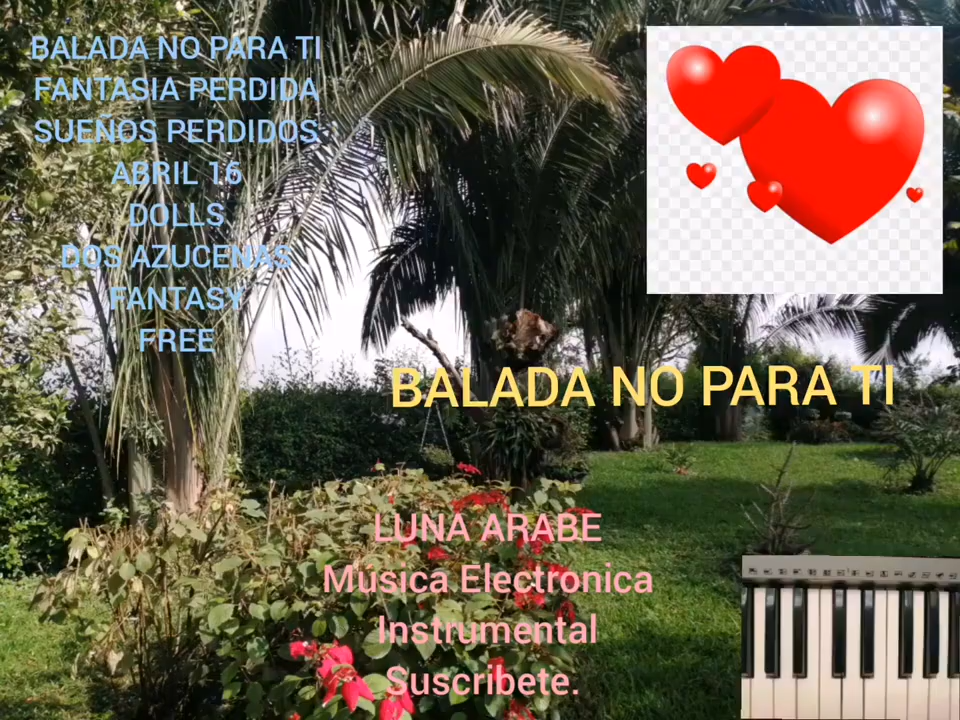 BALADA NO PARA TI
FANTASIA PERDIDA
SUEÑOS PERDIDOS
ABRIL 16
DOLLS
DOS AZUCENAS
FANTASY
FREE
BALADA NO PARA TI
LUNA ARABE
Música Electronica
Instrumental
Suscribete.